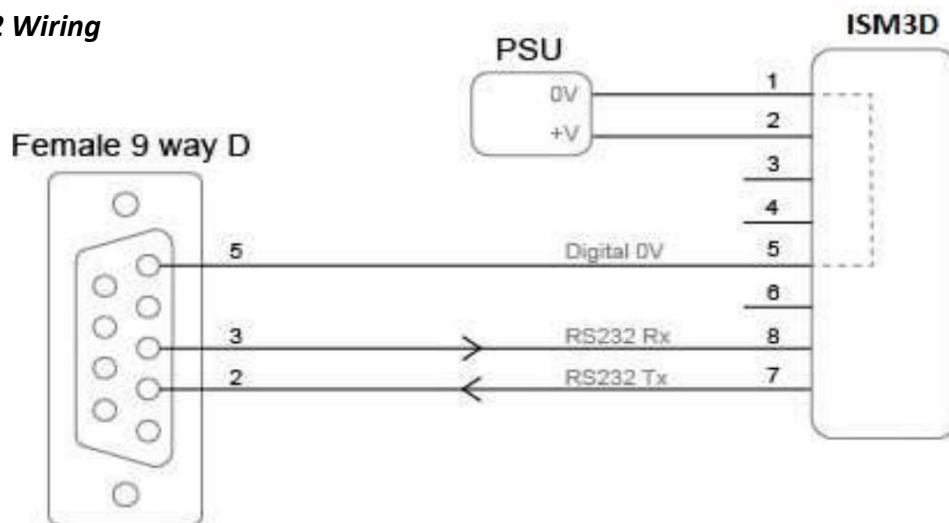 2 Wiring
ISM3D
PSU
0V
+V
1
2
3
4
5
6
8
7
Female 9 way D
5
Digital 0V
3
RS232 Rx
2
RS232 Tx